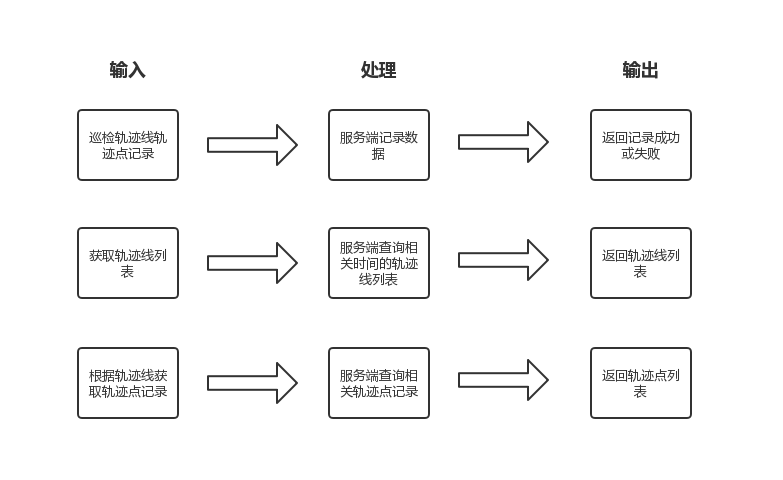 输入
处理
输出
巡检轨迹线轨
迹点记录
服务端记录数
据
返回记录成功
或失败
获取轨迹线列
表
服务端查询相
关时间的轨迹
线列表
返回轨迹线列
表
根据轨迹线获
取轨迹点记录
服务端查询相
关轨迹点记录
返回轨迹点列
表